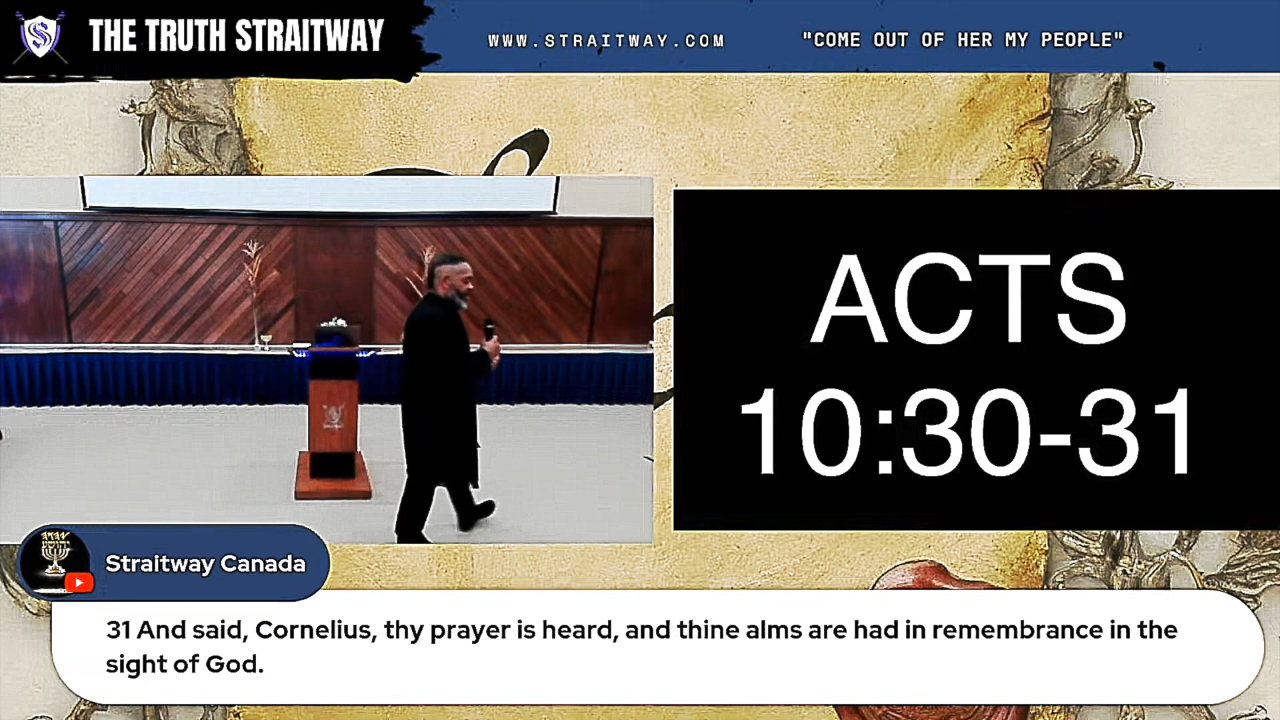 THE TRUTH STRAITWAY
WWW.STRAITWAY.COM
"COME OUT OF HER MY PEOPLE"
ACTS
10:30-31
Straitway Canada
31 And said, Cornelius, thy prayer is heard, and thine alms are had in remembrance in the
sight of God.